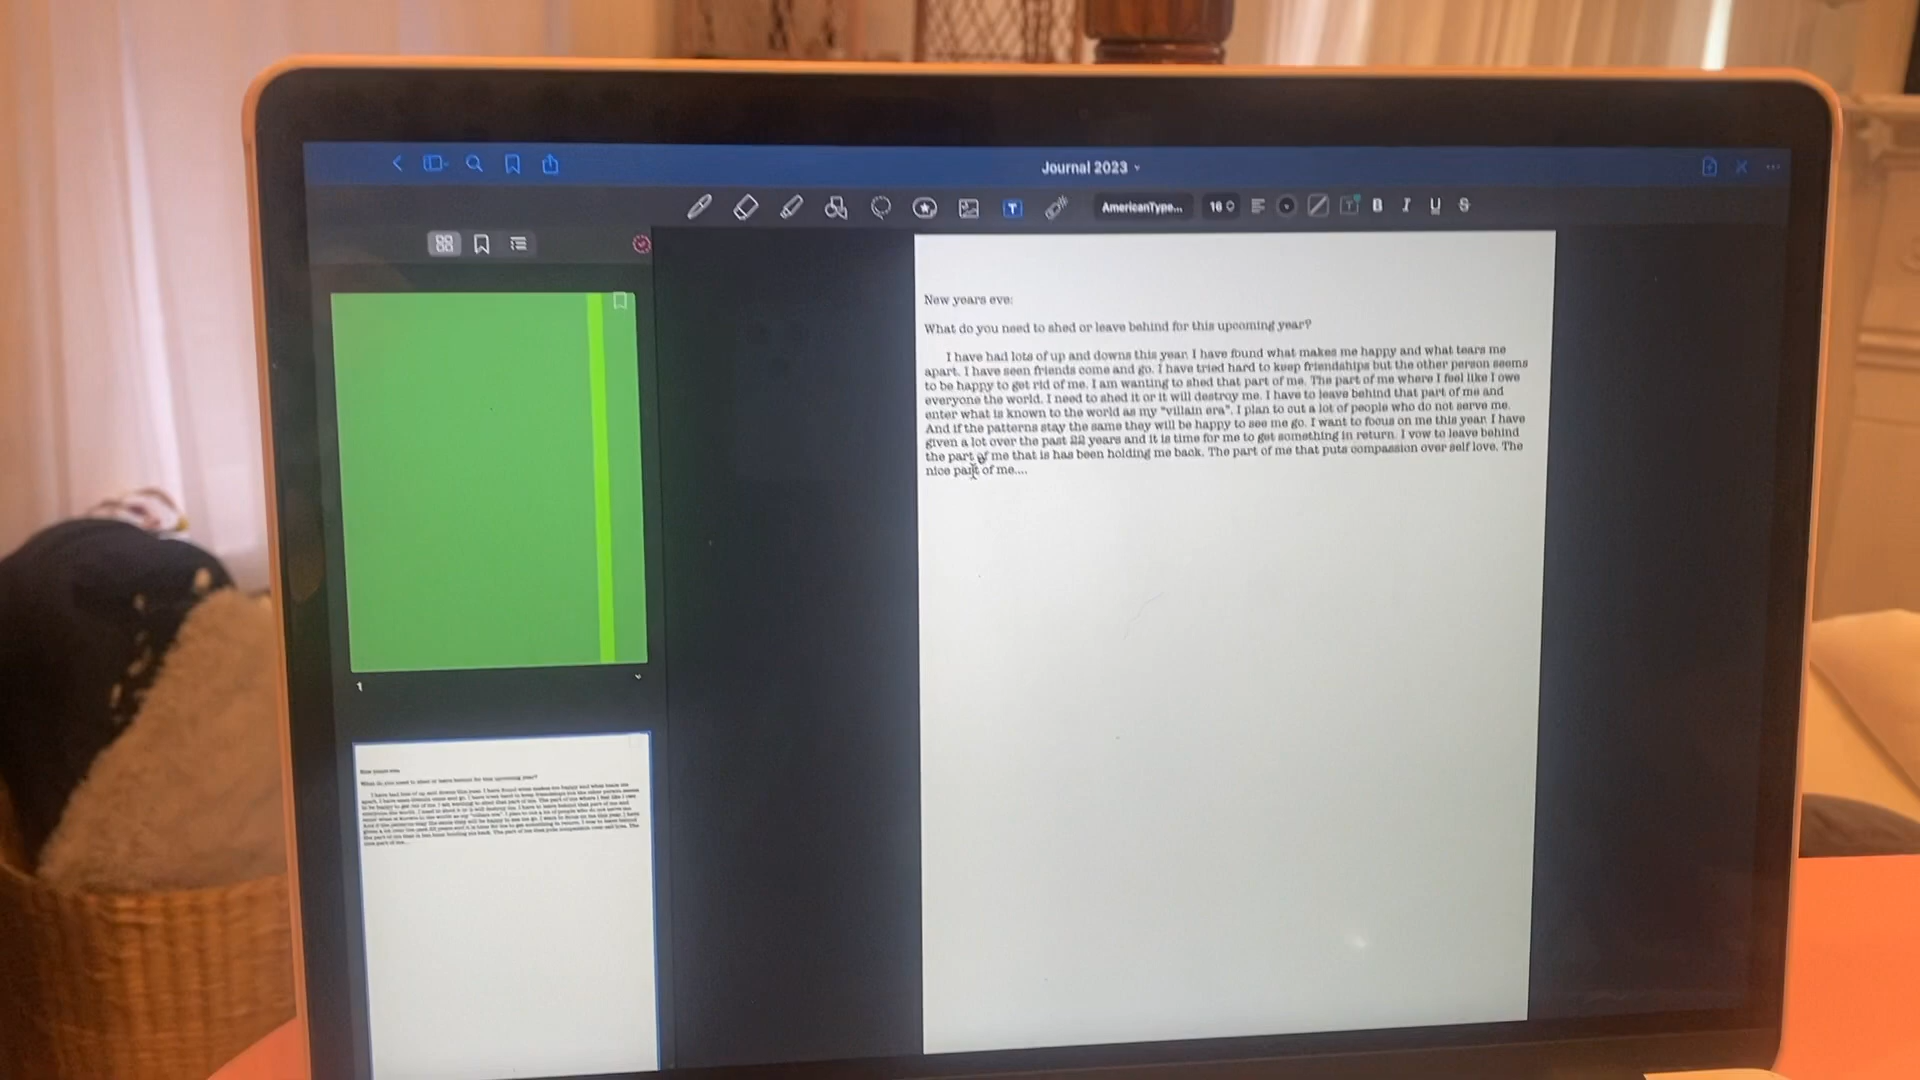 Journal 2023
AmericanType... 16 B I U S
New years eve:
What do you need to shed or leave behind for this upcoming year?
I have had lots of up and downs this year. I have found what makes me happy and what tears me
apart. I have seen friends come and go. I have tried hard to keep friendships but the other person seems
to be happy to get rid of me. I am wanting to shed that part of me. The part of me where I feel like I owe
everyone the world. I need to shed it or it will destroy me. I have to leave behind that part of me and
enter what is known to the world as my "villain era". I plan to cut a lot of people who do not serve me.
And if the patterns stay the same they will be happy to see me go. I want to focus on me this year. I have
given a lot over the past 22 years and it is time for me to get something in return. I vow to leave behind
the part of me that is has been holding me back. The part of me that puts compassion over self love. The
nice part of me....
1